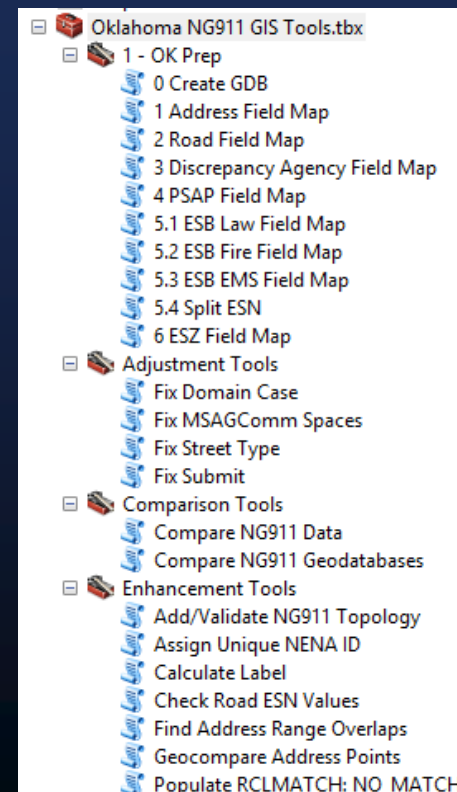 Oklahoma NG911 GIS Tools.tbx
1 - OK Prep
0 Create GDB
1 Address Field Map
2 Road Field Map
3 Discrepancy Agency Field Map
4 PSAP Field Map
5.1 ESB Law Field Map
5.2 ESB Fire Field Map
5.3 ESB EMS Field Map
5.4 Split ESN
6 ESZ Field Map
Adjustment Tools
Fix Domain Case
Fix MSAGComm Spaces
Fix Street Type
Fix Submit
Comparison Tools
Compare NG911 Data
Compare NG911 Geodatabases
Enhancement Tools
Add/Validate NG911 Topology
Assign Unique NENA ID
Calculate Label
Check Road ESN Values
Find Address Range Overlaps
Geocompare Address Points
Populate RCLMATCH: NO_MATCH